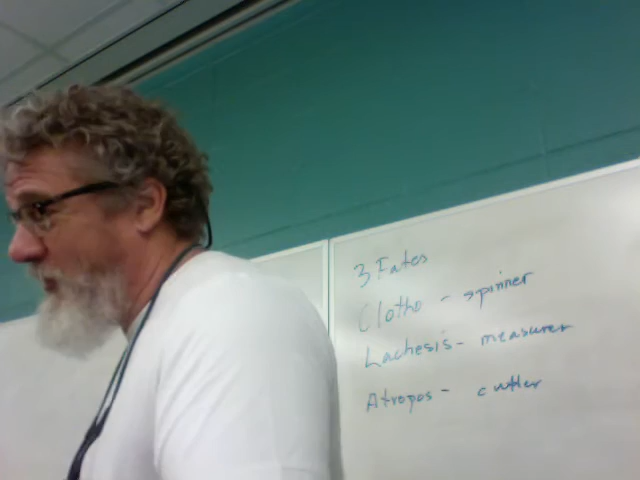 3 Fates
Clotho - spinner
Lachesis - measurer
Atropos - cutter